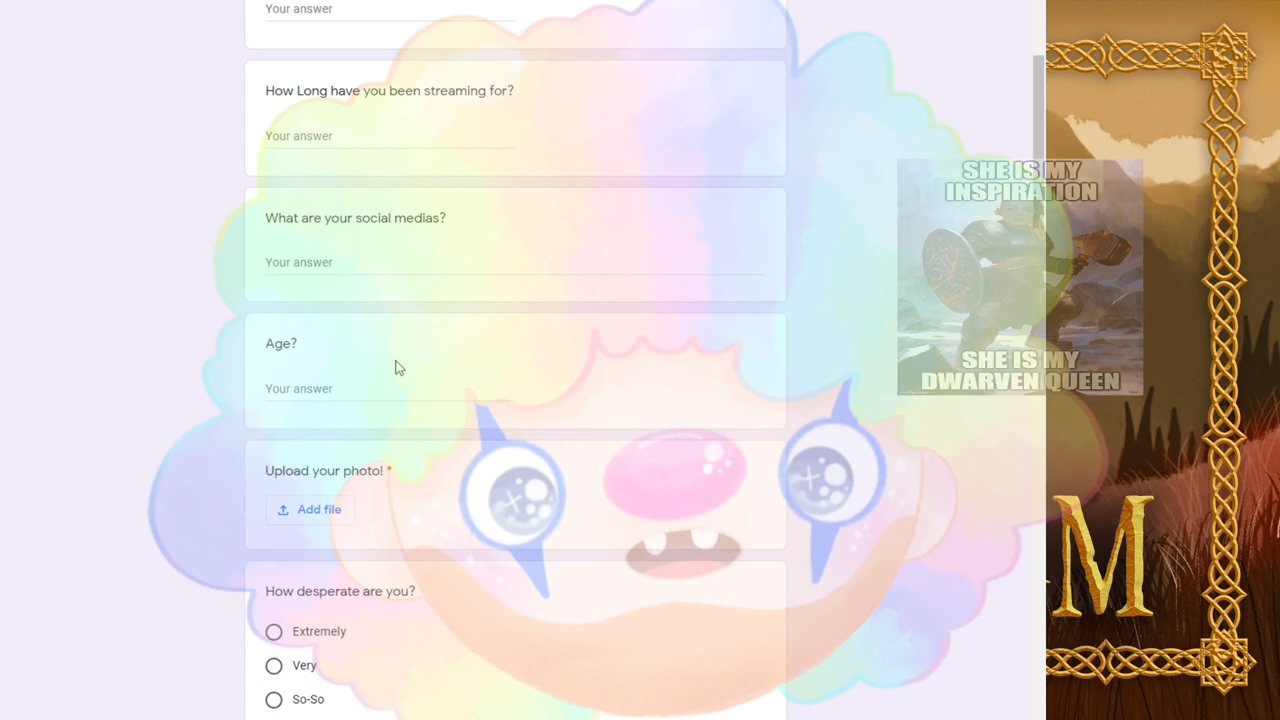 Your answer
How Long have you been streaming for?
Your answer
What are your social medias?
Your answer
Age?
Your answer
Upload your photo! *
Add file
How desperate are you?
Extremely
Very
So-So
SHE IS MY
INSPIRATION
SHE IS MY
DWARVEN QUEEN
M